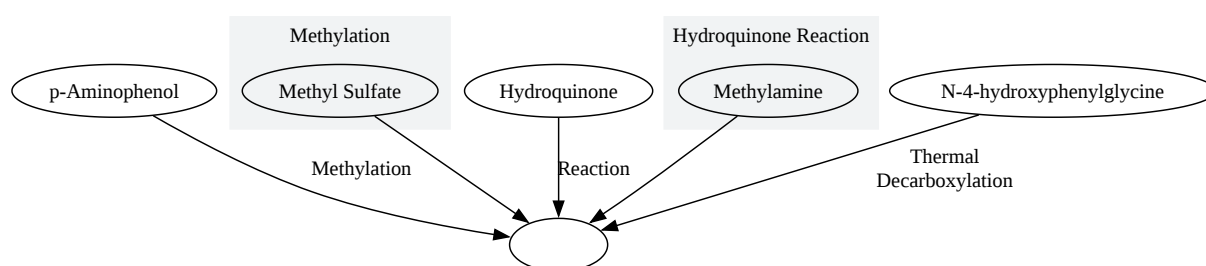 Methylation
Hydroquinone Reaction
p-Aminophenol
Methyl Sulfate
Hydroquinone
Methylamine
N-4-hydroxyphenylglycine
Methylation
Reaction
Thermal
Decarboxylation